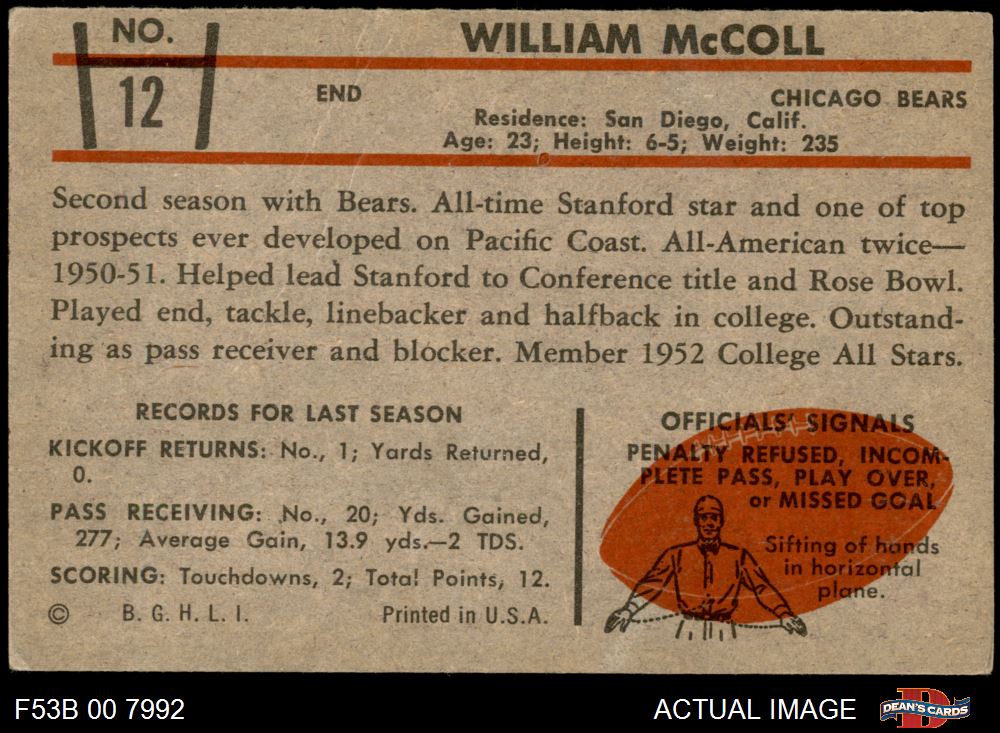 NO.
12
WILLIAM McCOLL
END
CHICAGO BEARS
Residence: San Diego, Calif.
Age: 23; Height: 6-5; Weight: 235
Second season with Bears. All-time Stanford star and one of top
prospects ever developed on Pacific Coast. All-American twice—
1950-51. Helped lead Stanford to Conference title and Rose Bowl.
Played end, tackle, linebacker and halfback in college. Outstand-
ing as pass receiver and blocker. Member 1952 College All Stars.
RECORDS FOR LAST SEASON
KICKOFF RETURNS: No., 1; Yards Returned,
0.
PASS RECEIVING: No., 20; Yds. Gained,
277; Average Gain, 13.9 yds.—2 TDS.
SCORING: Touchdowns, 2; Total Points, 12.
© B. G. H. L. I. Printed in U.S.A.
OFFICIALS' SIGNALS
PENALTY REFUSED, INCOM-
PLETE PASS, PLAY OVER,
or MISSED GOAL
Sifting of hands
in horizontal
plane.
F53B 00 7992
ACTUAL IMAGE
D
DEAN'S CARDS